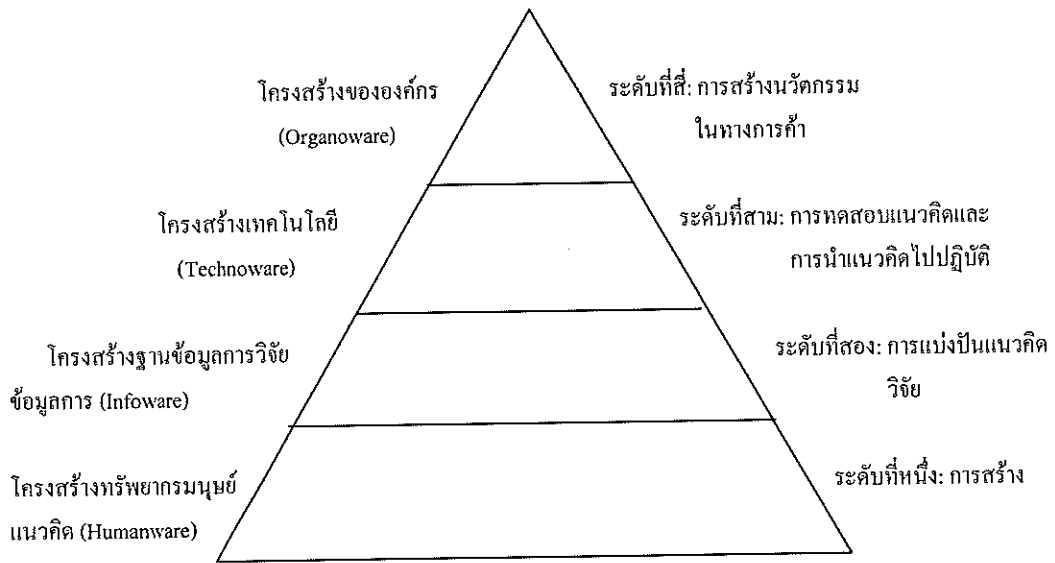 โครงสร้างขององค์กร
(Organoware)
ระดับที่สี่: การสร้างนวัตกรรม
ในทางการค้า
โครงสร้างเทคโนโลยี
(Technoware)
ระดับที่สาม: การทดสอบแนวคิดและ
การนำแนวคิดไปปฏิบัติ
โครงสร้างฐานข้อมูลการวิจัย
ข้อมูลการ (Infoware)
ระดับที่สอง: การแบ่งปันแนวคิด
วิจัย
โครงสร้างทรัพยากรมนุษย์
แนวคิด (Humanware)
ระดับที่หนึ่ง: การสร้าง